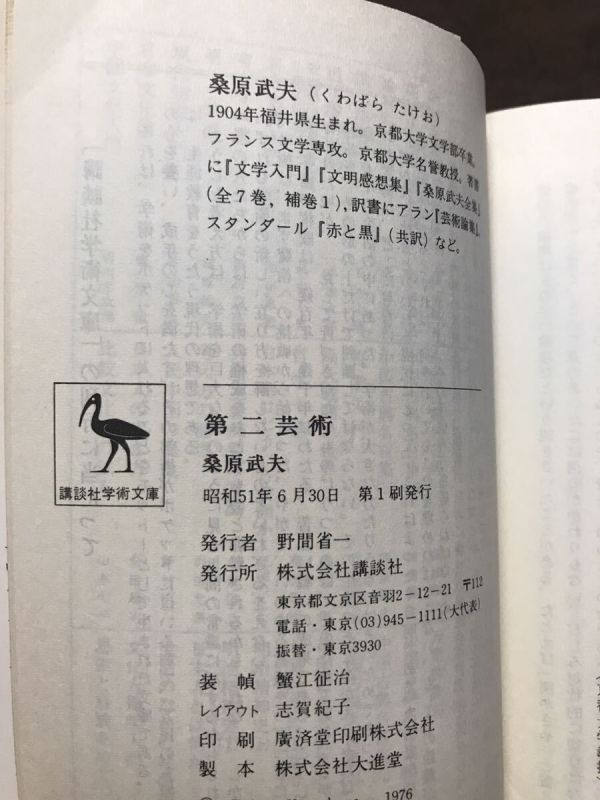 桑原武夫（くわばら たけお）
1904年福井県生まれ。京都大学文学部卒業。
フランス文学専攻。京都大学名誉教授。著書
に『文学入門』『文明感想集』『桑原武夫全集』
（全７巻，補巻１），訳書にアラン『芸術論集』，
スタンダール『赤と黒』（共訳）など。
講談社学術文庫
第二芸術
桑原武夫
昭和51年６月30日　第１刷発行
発行者　野間省一
発行所　株式会社講談社
東京都文京区音羽2−12−21　〒112
電話・東京(03)945−1111(大代表)
振替・東京3930
装　幀　蟹江征治
レイアウト　志賀紀子
印　刷　廣済堂印刷株式会社
製　本　株式会社大進堂
1976